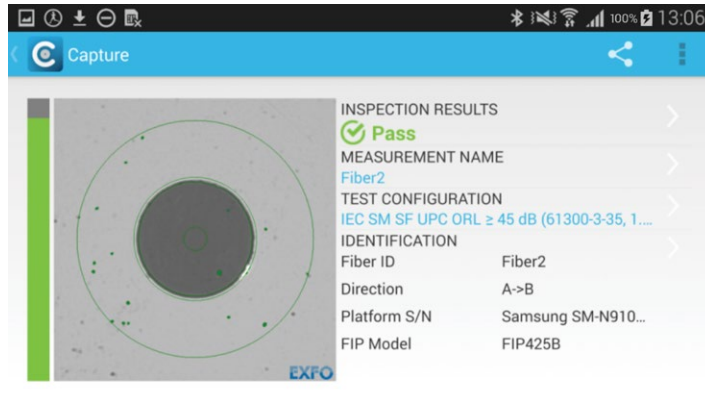 100% 13:06
Capture
INSPECTION RESULTS
Pass
MEASUREMENT NAME
Fiber2
TEST CONFIGURATION
IEC SM SF UPC ORL ≥ 45 dB (61300-3-35, 1....
IDENTIFICATION
Fiber ID Fiber2
Direction A->B
Platform S/N Samsung SM-N910...
FIP Model FIP425B
EXFO